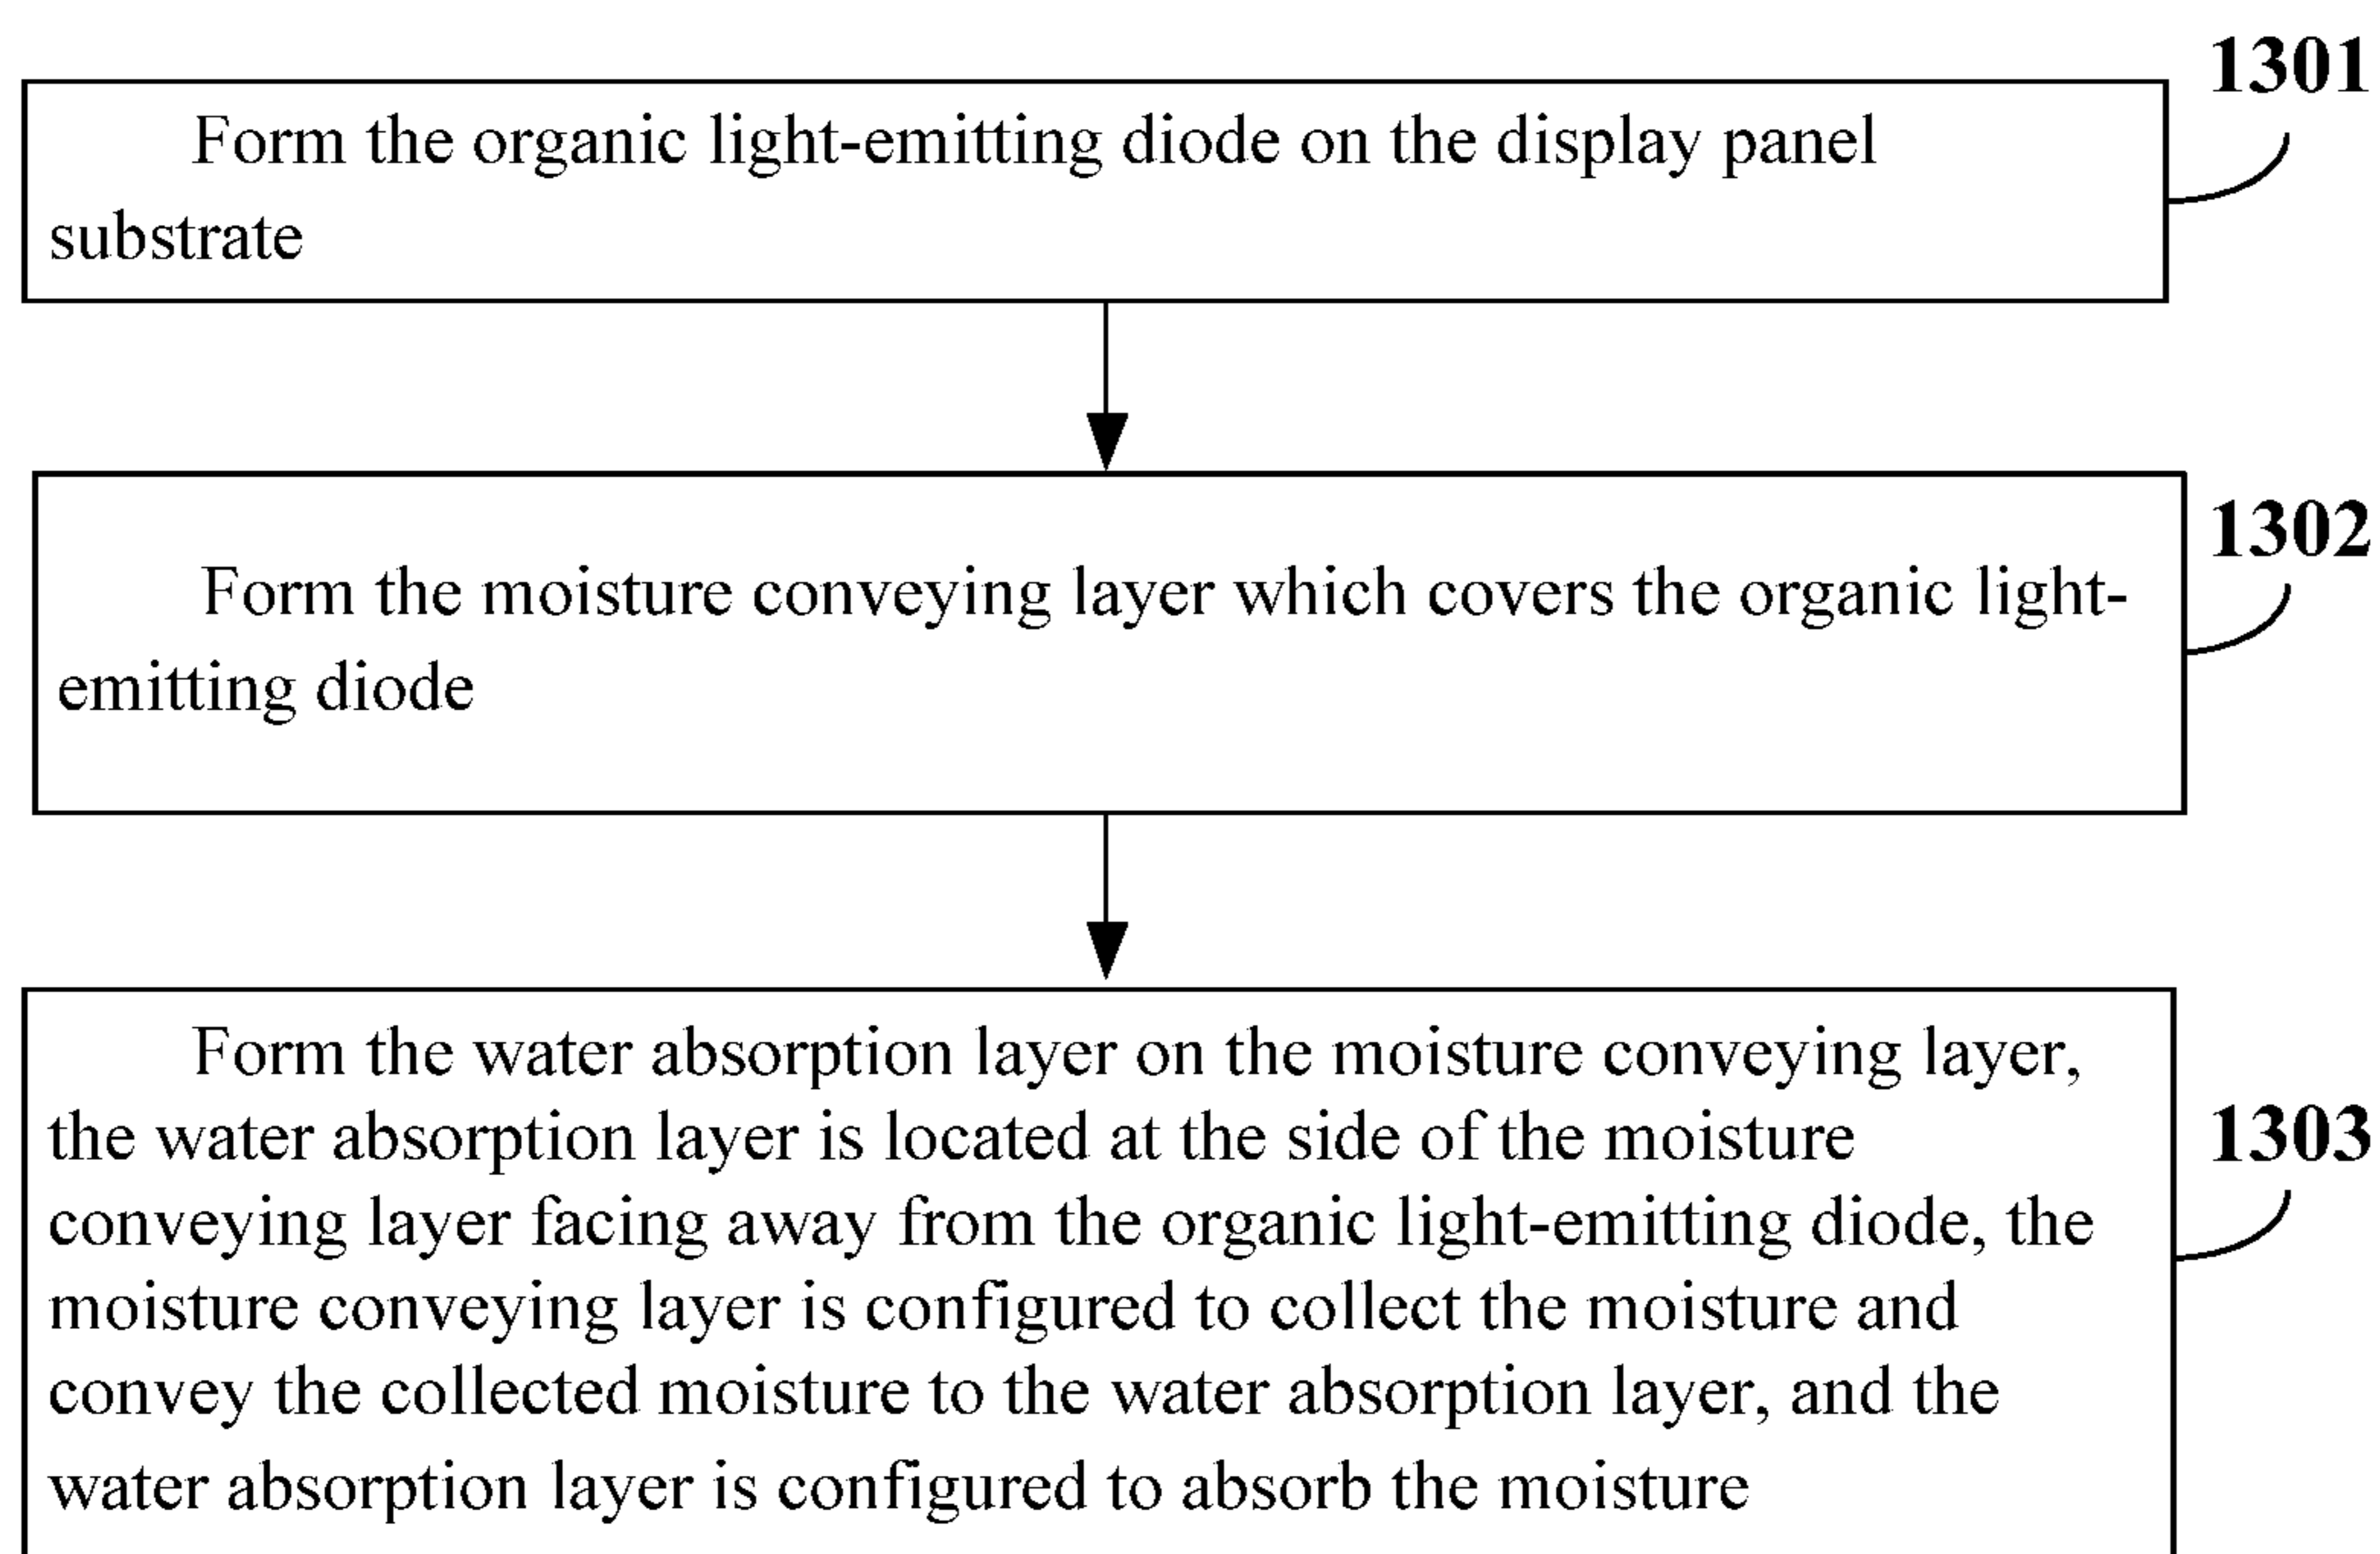 1301
Form the organic light-emitting diode on the display panel
substrate
1302
Form the moisture conveying layer which covers the organic light-
emitting diode
Form the water absorption layer on the moisture conveying layer,
the water absorption layer is located at the side of the moisture
1303
conveying layer facing away from the organic light-emitting diode, the
moisture conveying layer is configured to collect the moisture and
convey the collected moisture to the water absorption layer, and the
water absorption layer is configured to absorb the moisture